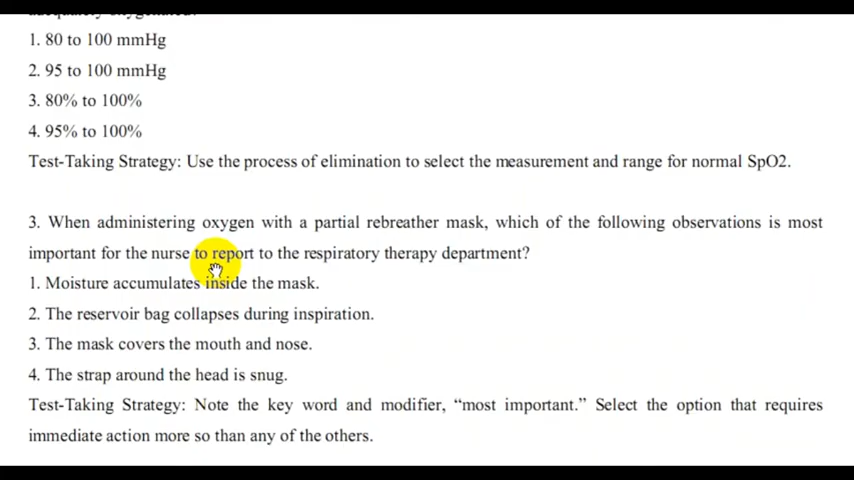 1. 80 to 100 mmHg
2. 95 to 100 mmHg
3. 80% to 100%
4. 95% to 100%
Test-Taking Strategy: Use the process of elimination to select the measurement and range for normal SpO2.
3. When administering oxygen with a partial rebreather mask, which of the following observations is most
important for the nurse to report to the respiratory therapy department?
1. Moisture accumulates inside the mask.
2. The reservoir bag collapses during inspiration.
3. The mask covers the mouth and nose.
4. The strap around the head is snug.
Test-Taking Strategy: Note the key word and modifier, “most important.” Select the option that requires
immediate action more so than any of the others.